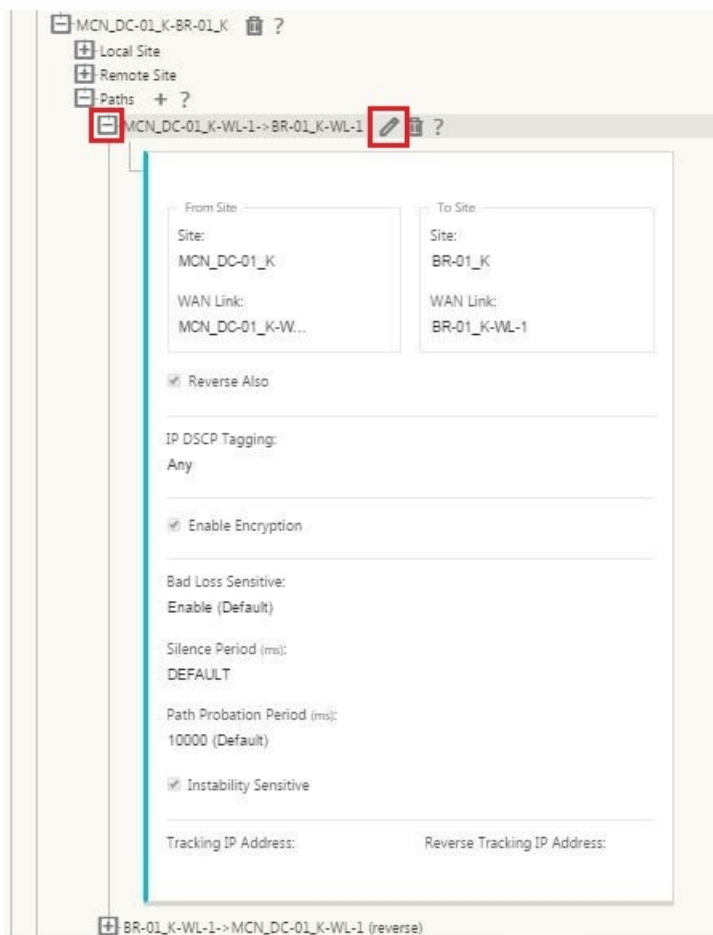 MCN_DC-01_K-BR-01_K ?
Local Site
Remote Site
Paths + ?
MCN_DC-01_K-WL-1->BR-01_K-WL-1 ?
From Site To Site
Site: Site:
MCN_DC-01_K BR-01_K
WAN Link: WAN Link:
MCN_DC-01_K-W... BR-01_K-WL-1
Reverse Also
IP DSCP Tagging:
Any
Enable Encryption
Bad Loss Sensitive:
Enable (Default)
Silence Period (ms):
DEFAULT
Path Probation Period (ms):
10000 (Default)
Instability Sensitive
Tracking IP Address: Reverse Tracking IP Address:
BR-01_K-WL-1->MCN_DC-01_K-WL-1 (reverse)